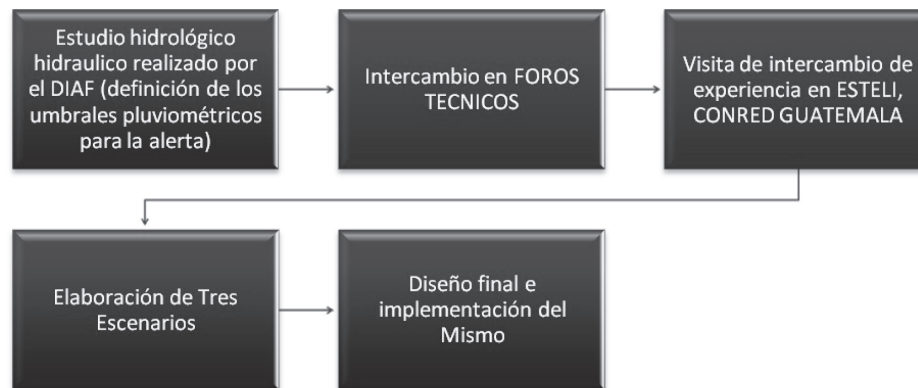 Estudio hidrológico
hidraulico realizado por
el DIAF (definición de los
umbrales pluviométricos
para la alerta)
Intercambio en FOROS
TECNICOS
Visita de intercambio de
experiencia en ESTELI,
CONRED GUATEMALA
Elaboración de Tres
Escenarios
Diseño final e
implementación del
Mismo